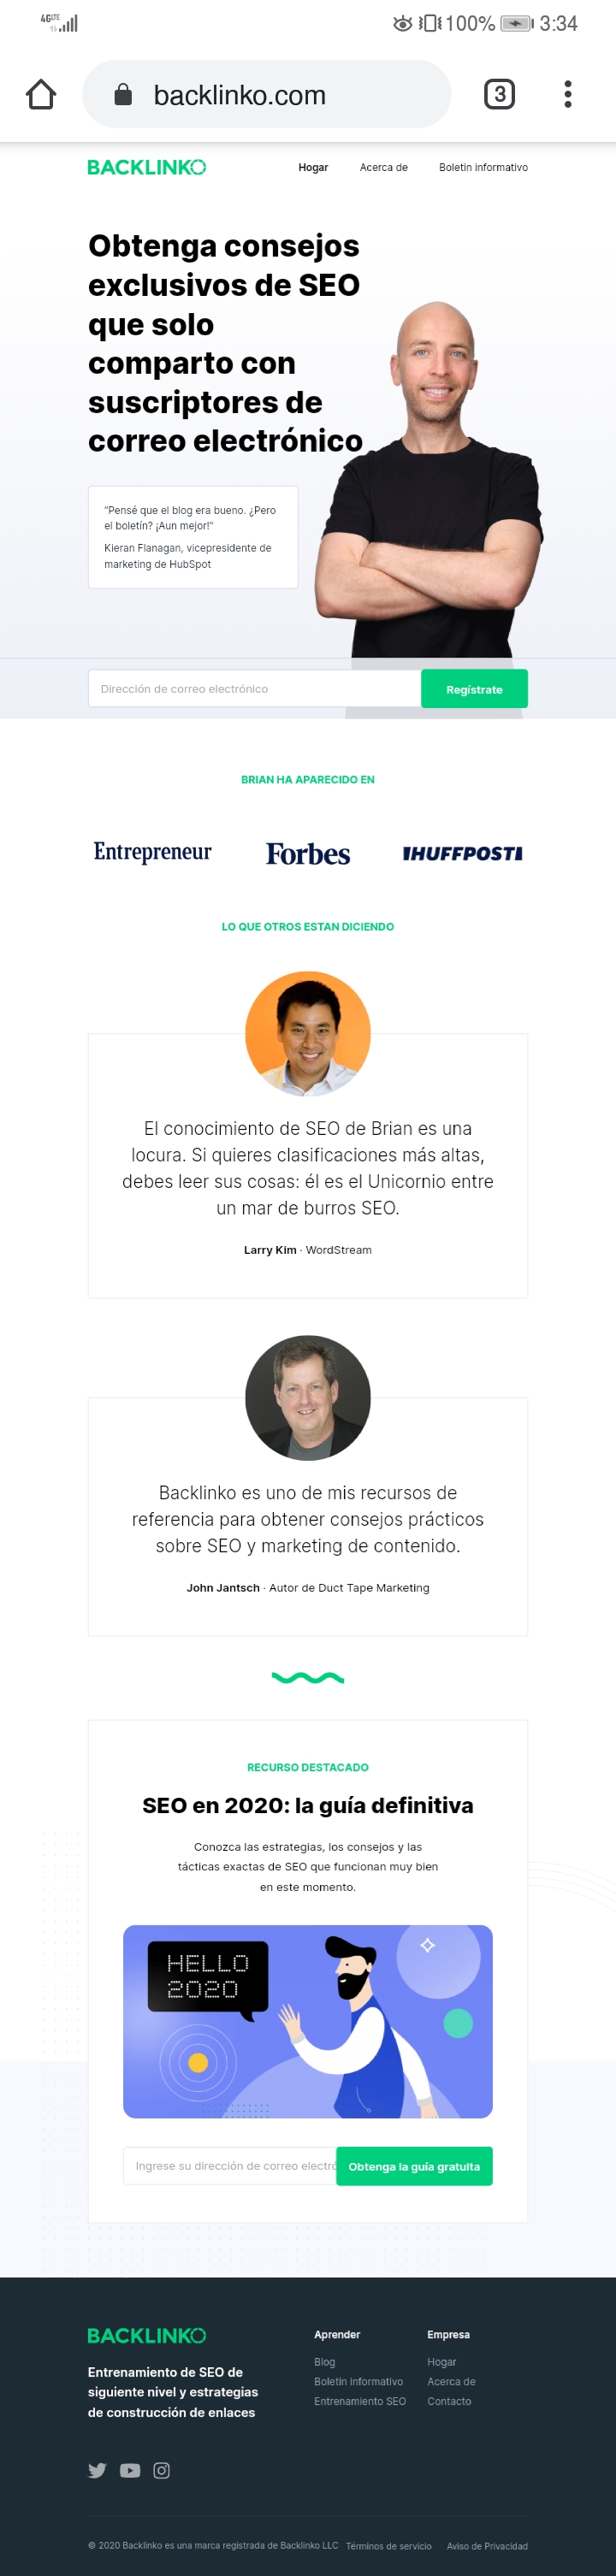 4G LTE
100%
3:34
backlinko.com
3
BACKLINKO
Hogar
Acerca de
Boletin informativo
Obtenga consejos
exclusivos de SEO
que solo
comparto con
suscriptores de
correo electrónico
"Pensé que el blog era bueno. ¿Pero
el boletín? ¡Aun mejor!"
Kieran Flanagan, vicepresidente de
marketing de HubSpot
Dirección de correo electrónico
Regístrate
BRIAN HA APARECIDO EN
Entrepreneur
Forbes
HUFFPOST
LO QUE OTROS ESTAN DICIENDO
El conocimiento de SEO de Brian es una
locura. Si quieres clasificaciones más altas,
debes leer sus cosas: él es el Unicornio entre
un mar de burros SEO.
Larry Kim · WordStream
Backlinko es uno de mis recursos de
referencia para obtener consejos prácticos
sobre SEO y marketing de contenido.
John Jantsch · Autor de Duct Tape Marketing
RECURSO DESTACADO
SEO en 2020: la guía definitiva
Conozca las estrategias, los consejos y las
tácticas exactas de SEO que funcionan muy bien
en este momento.
HELLO
2020
Ingrese su dirección de correo electró
Obtenga la guía gratuita
BACKLINKO
Entrenamiento de SEO de
siguiente nivel y estrategias
de construcción de enlaces
Aprender
Blog
Boletin informativo
Entrenamiento SEO
Empresa
Hogar
Acerca de
Contacto
© 2020 Backlinko es una marca registrada de Backlinko LLC
Términos de servicio
Aviso de Privacidad